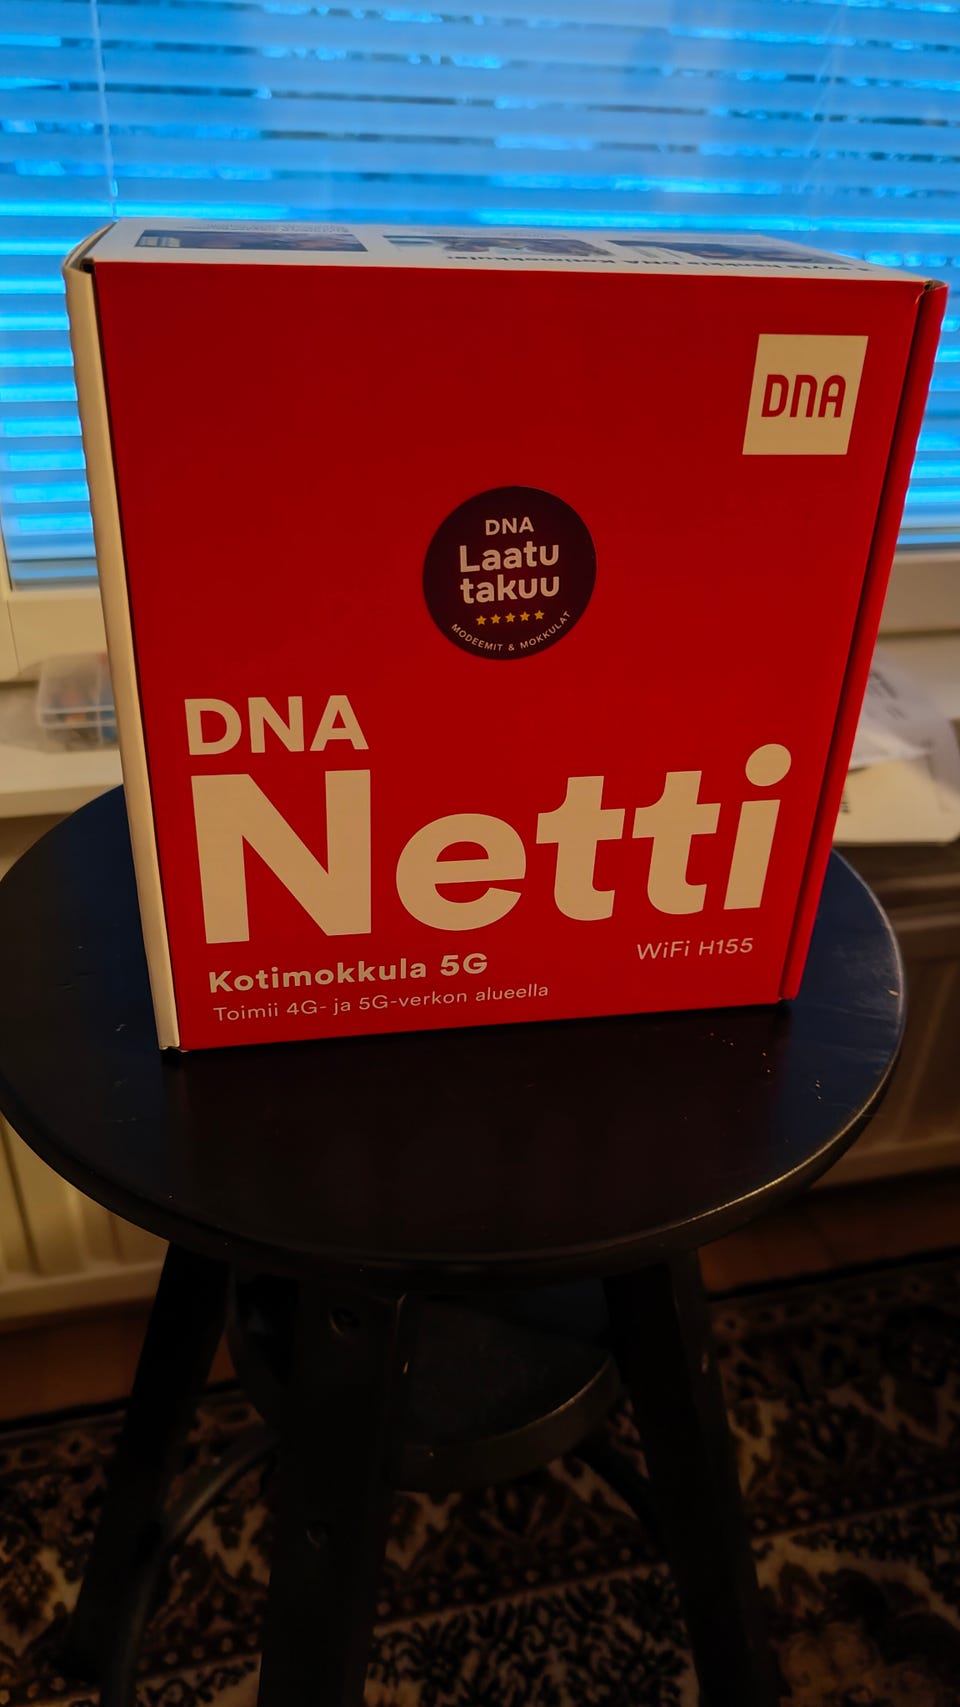 DNA
DNA
Laatu
takuu
MODEEMIT & MOKKULAT
DNA
Netti
Kotimokkula 5G
WiFi H155
Toimii 4G- ja 5G-verkon alueella